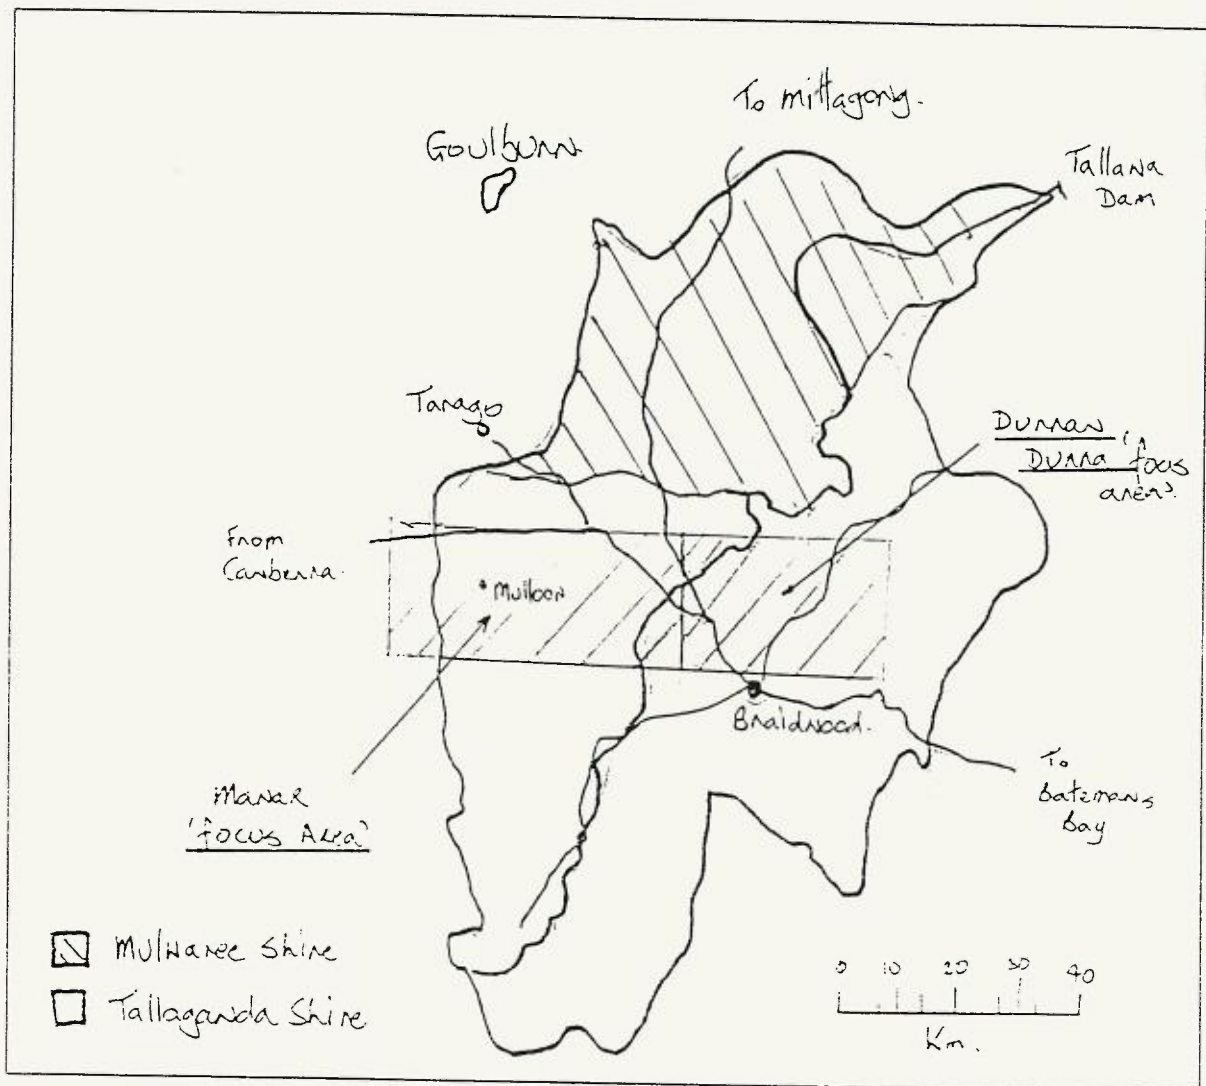 To Mittagong.
Goulburn
Tallawa
Dam
Tarago
Durran
Durra 'focus
area'.
From
Canberra.
Mulloon
Braidwood.
To
Batemans
Bay
Manar
'focus Area'
Mulwaree Shire
Tallaganda Shire
0 10 20 30 40
Km.